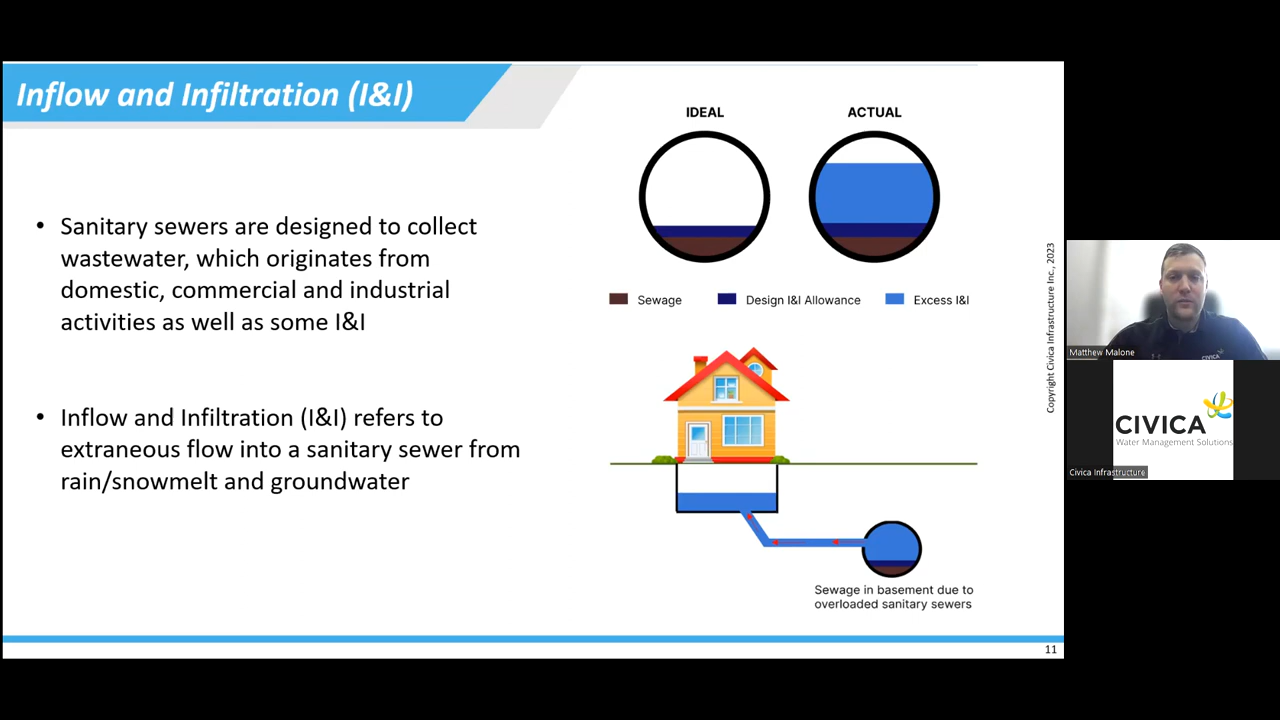 Inflow and Infiltration (I&I)
• Sanitary sewers are designed to collect
wastewater, which originates from
domestic, commercial and industrial
activities as well as some I&I
• Inflow and Infiltration (I&I) refers to
extraneous flow into a sanitary sewer from
rain/snowmelt and groundwater
IDEAL
ACTUAL
Sewage
Design I&I Allowance
Excess I&I
Sewage in basement due to
overloaded sanitary sewers
Copyright Civica Infrastructure Inc., 2023
11
CIVICA
Matthew Malone
CIVICA
Water Management Solutions
Civica Infrastructure